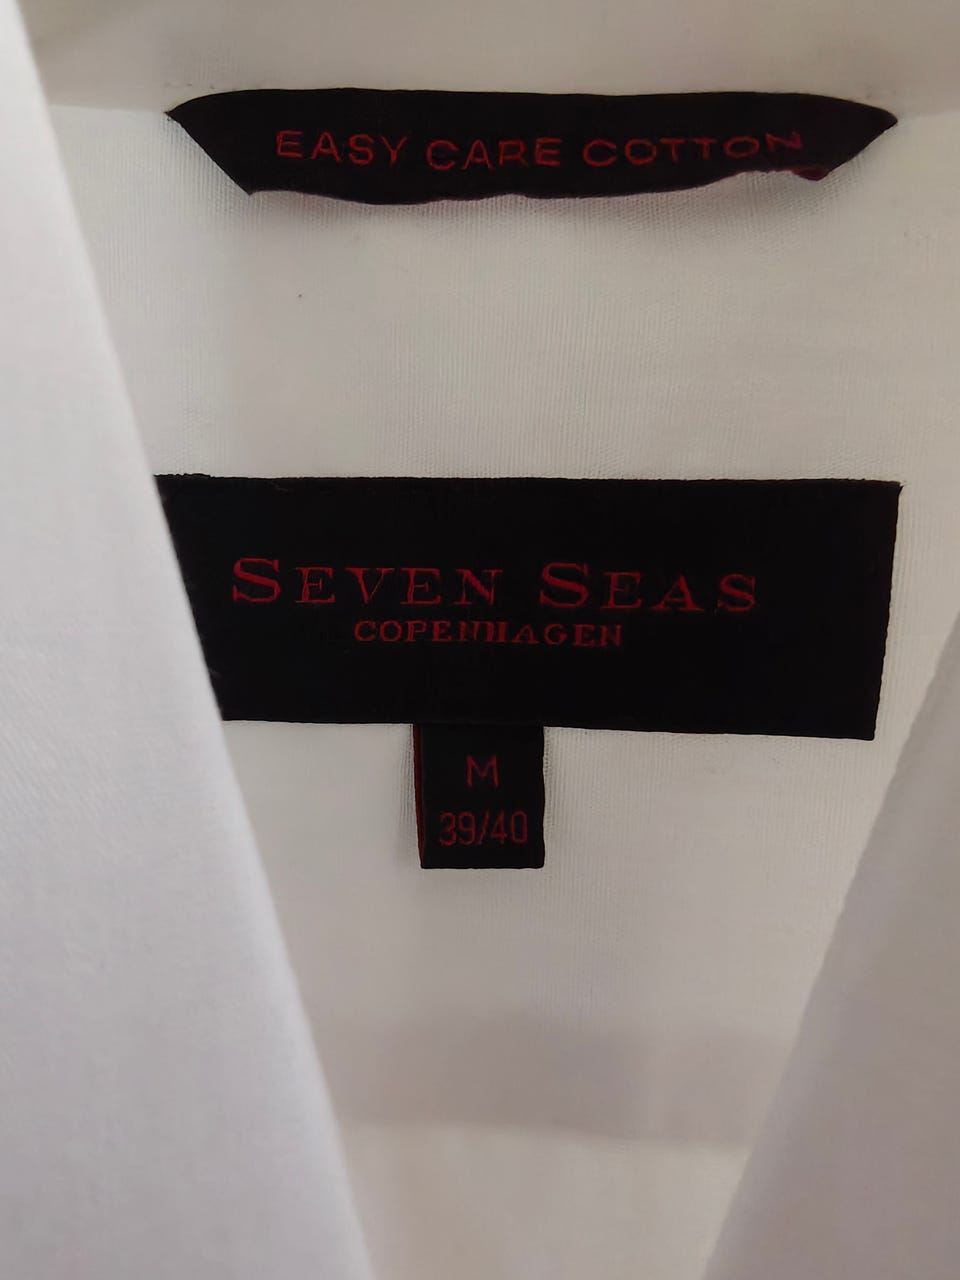 EASY CARE COTTON
SEVEN SEAS
COPENHAGEN
M
39/40